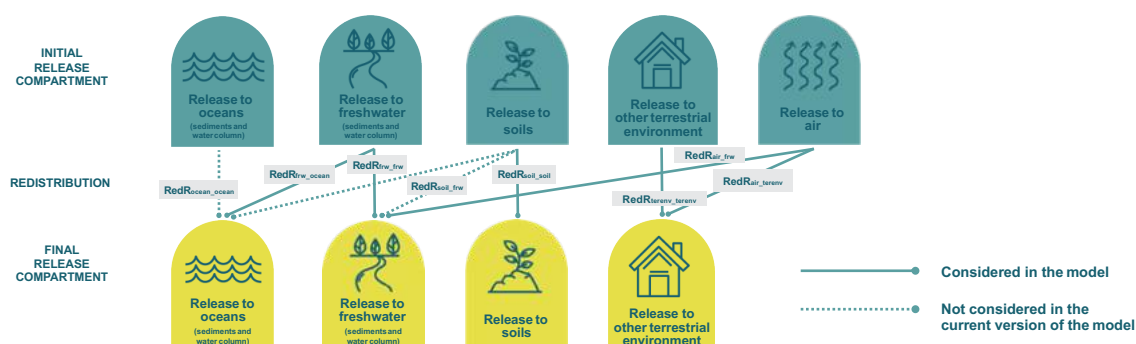 INITIAL
RELEASE
COMPARTMENT
Release to
oceans
(sediments and
water column)
Release to
freshwater
(sediments and
water column)
Release to
soils
Release to
other terrestrial
environment
Release to
air
REDISTRIBUTION
RedRocean_ocean
RedRfrw_ocean
RedRfrw_frw
RedRsoil_frw
RedRsoil_soil
RedRterenv_terenv
RedRair_frw
RedRair_terenv
FINAL
RELEASE
COMPARTMENT
Release to
oceans
(sediments and
water column)
Release to
freshwater
(sediments and
water column)
Release to
soils
Release to
other terrestrial
environment
Considered in the model
Not considered in the
current version of the model